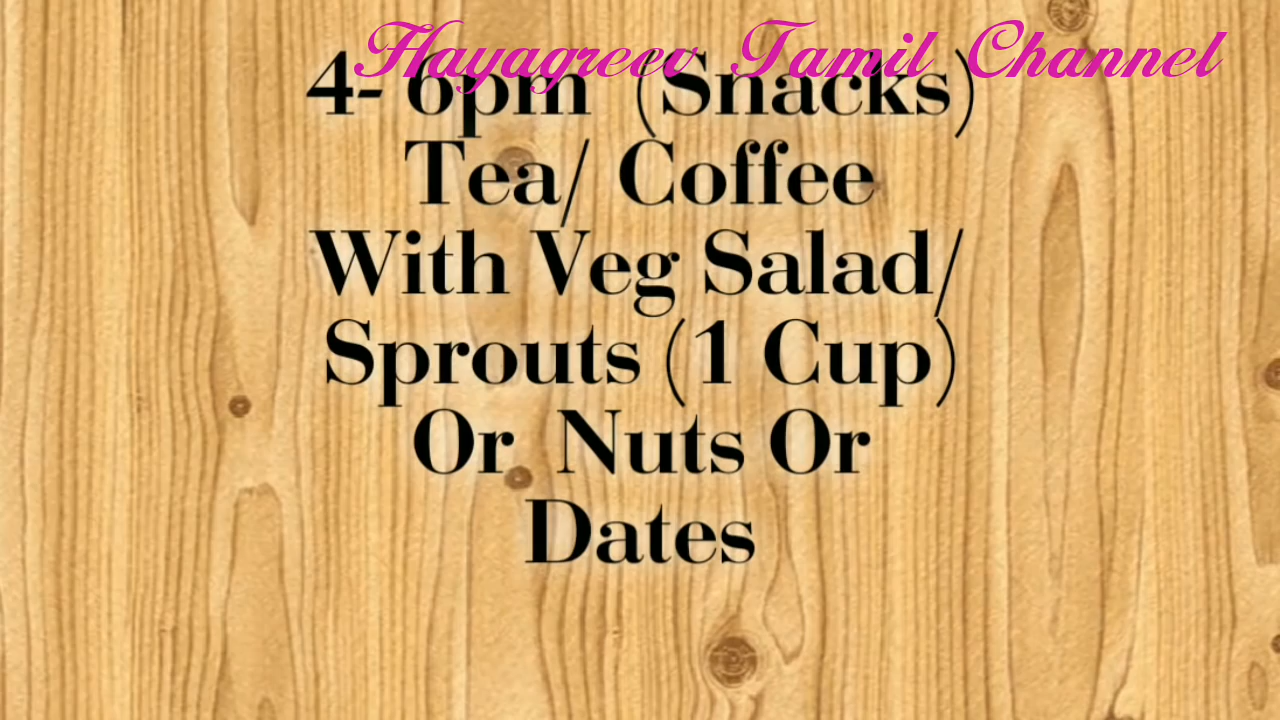 Hayagreev Tamil Channel
4- 6pm (Snacks)
Tea/ Coffee
With Veg Salad/
Sprouts (1 Cup)
Or Nuts Or
Dates